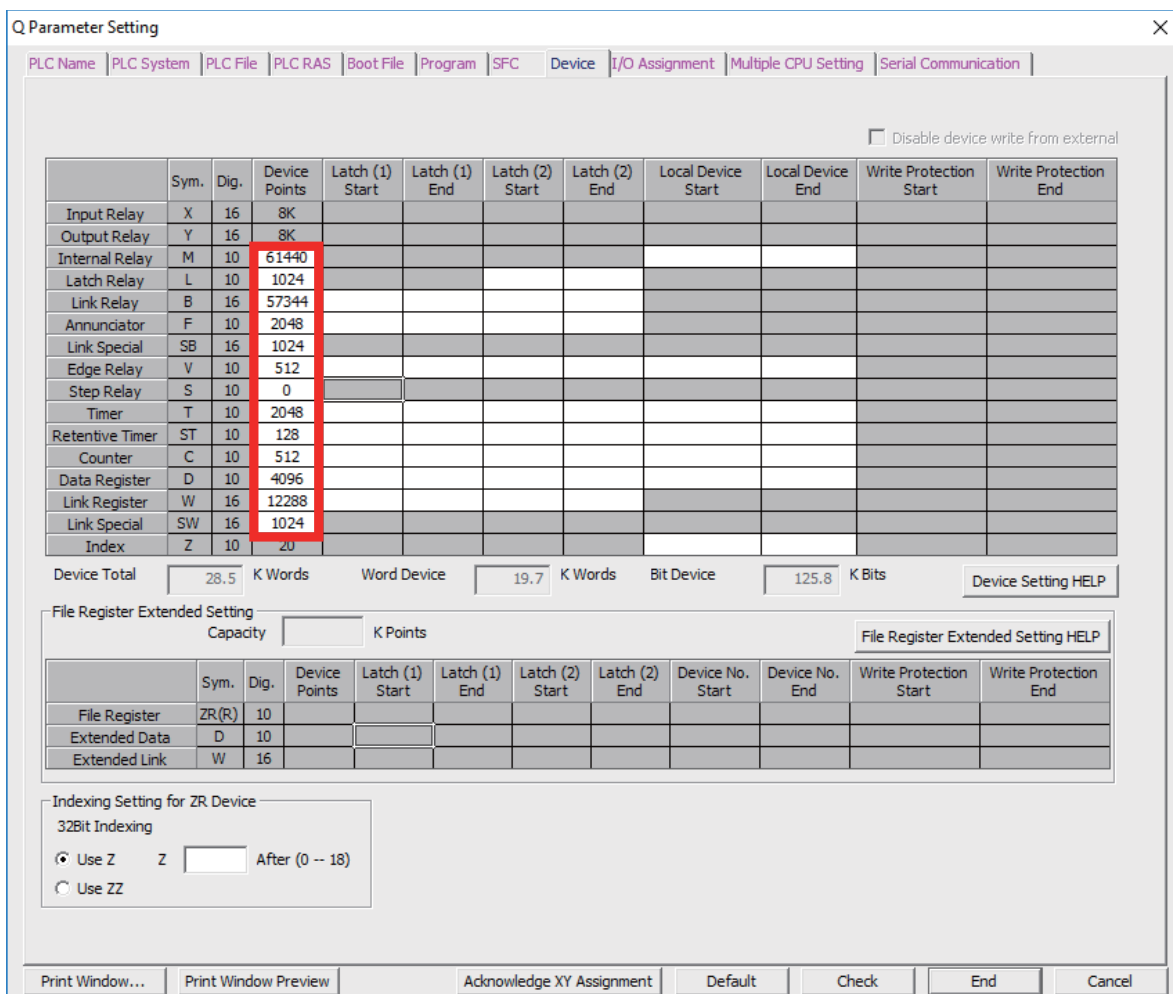 Q Parameter Setting
PLC Name PLC System PLC File PLC RAS Boot File Program SFC Device I/O Assignment Multiple CPU Setting Serial Communication
Disable device write from external
Sym. Dig. Device Points Latch (1) Start Latch (1) End Latch (2) Start Latch (2) End Local Device Start Local Device End Write Protection Start Write Protection End
Input Relay X 16 8K
Output Relay Y 16 8K
Internal Relay M 10 61440
Latch Relay L 10 1024
Link Relay B 16 57344
Annunciator F 10 2048
Link Special SB 16 1024
Edge Relay V 10 512
Step Relay S 10 0
Timer T 10 2048
Retentive Timer ST 10 128
Counter C 10 512
Data Register D 10 4096
Link Register W 16 12288
Link Special SW 16 1024
Index Z 10 20
Device Total 28.5 K Words Word Device 19.7 K Words Bit Device 125.8 K Bits Device Setting HELP
File Register Extended Setting
Capacity K Points File Register Extended Setting HELP
Sym. Dig. Device Points Latch (1) Start Latch (1) End Latch (2) Start Latch (2) End Device No. Start Device No. End Write Protection Start Write Protection End
File Register ZR(R) 10
Extended Data D 10
Extended Link W 16
Indexing Setting for ZR Device
32Bit Indexing
Use Z Z After (0 -- 18)
Use ZZ
Print Window... Print Window Preview Acknowledge XY Assignment Default Check End Cancel